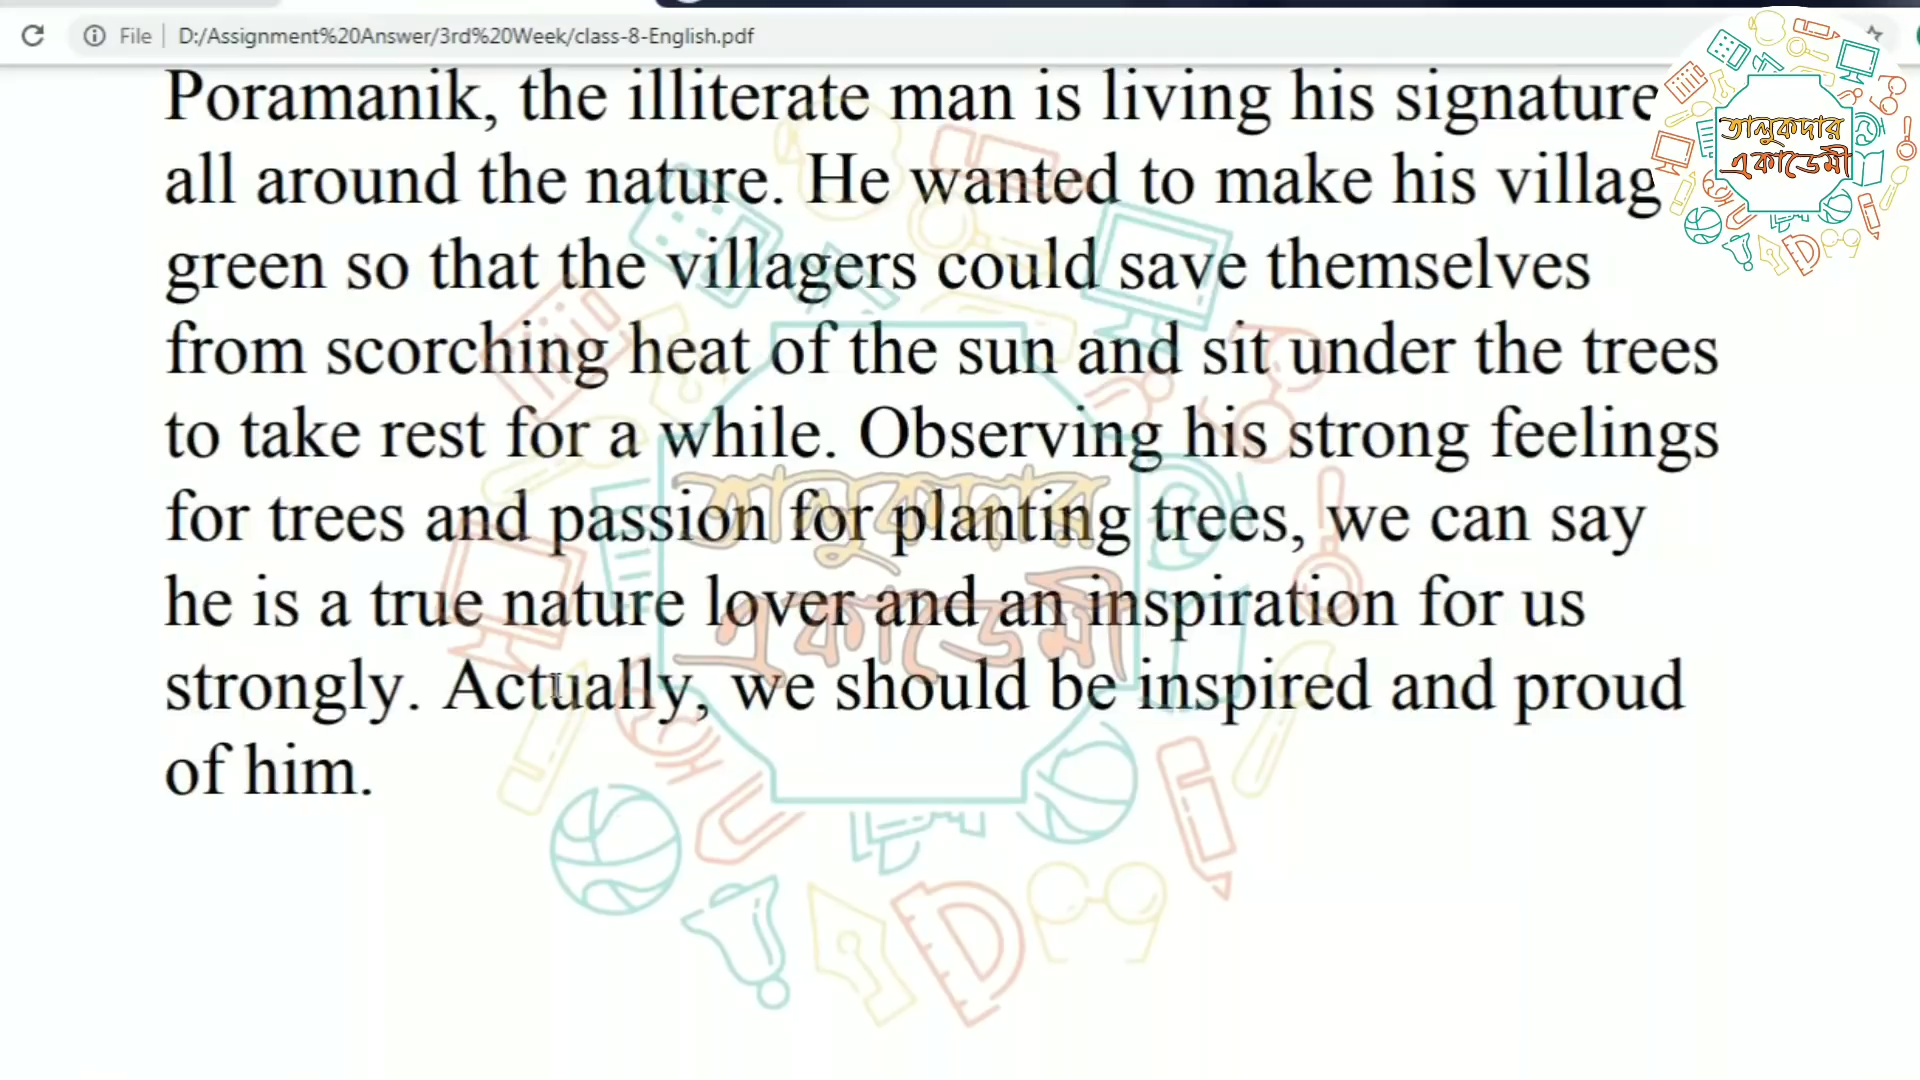 File D:/Assignment%20Answer/3rd%20Week/class-8-English.pdf
Poramanik, the illiterate man is living his signature
all around the nature. He wanted to make his villag
green so that the villagers could save themselves
from scorching heat of the sun and sit under the trees
to take rest for a while. Observing his strong feelings
for trees and passion for planting trees, we can say
he is a true nature lover and an inspiration for us
strongly. Actually, we should be inspired and proud
of him.
তালুকদার
একাডেমী
তালুকদার
একাডেমী